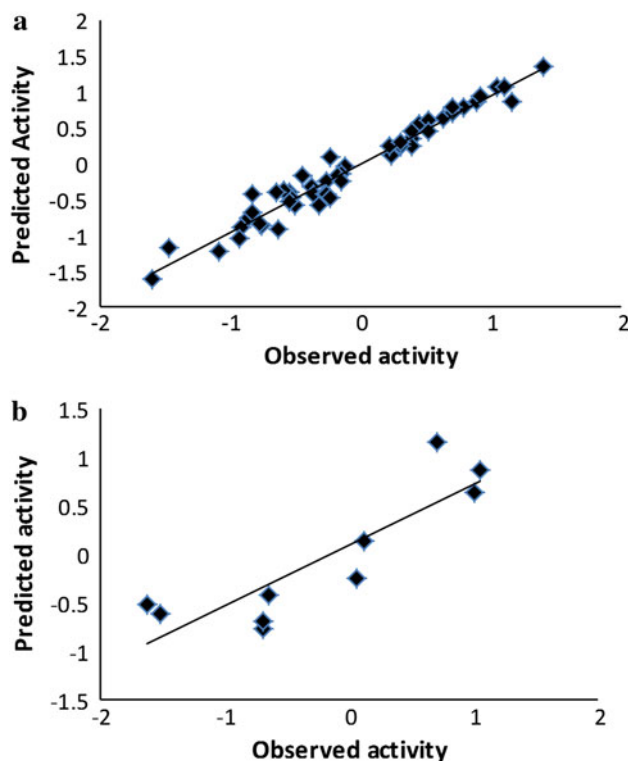 a
Predicted Activity
2
1.5
1
0.5
0
-0.5
-1
-1.5
-2
-2 -1 0 1 2
Observed activity
b
Predicted activity
1.5
1
0.5
0
-0.5
-1
-1.5
-2 -1 0 1 2
Observed activity